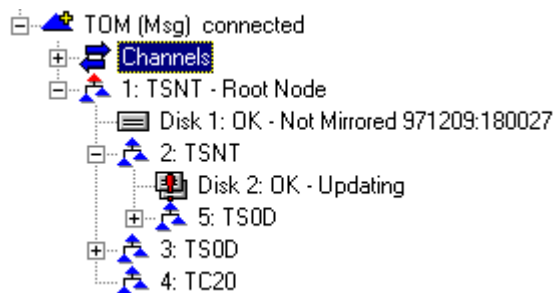 TOM (Msg) connected
Channels
1: TSNT - Root Node
Disk 1: OK - Not Mirrored 971209:180027
2: TSNT
Disk 2: OK - Updating
5: TS0D
3: TS0D
4: TC20